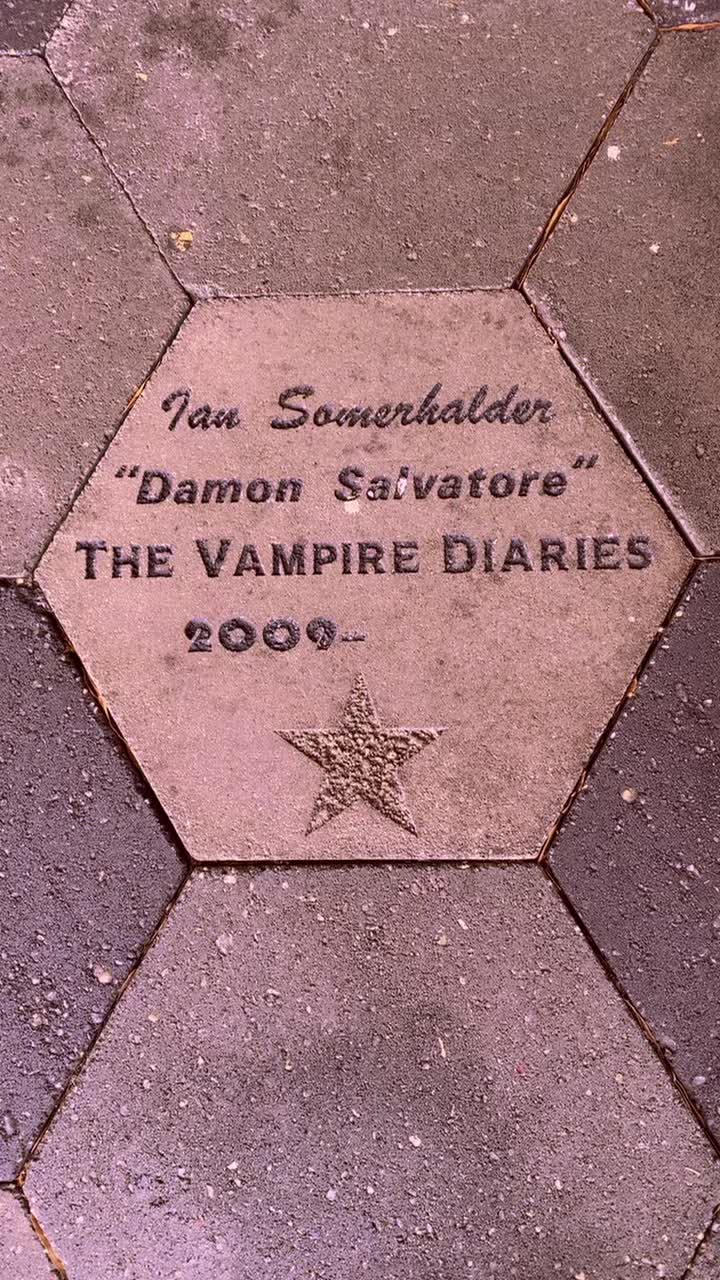 Ian Somerhalder
"Damon Salvatore"
THE VAMPIRE DIARIES
2009-